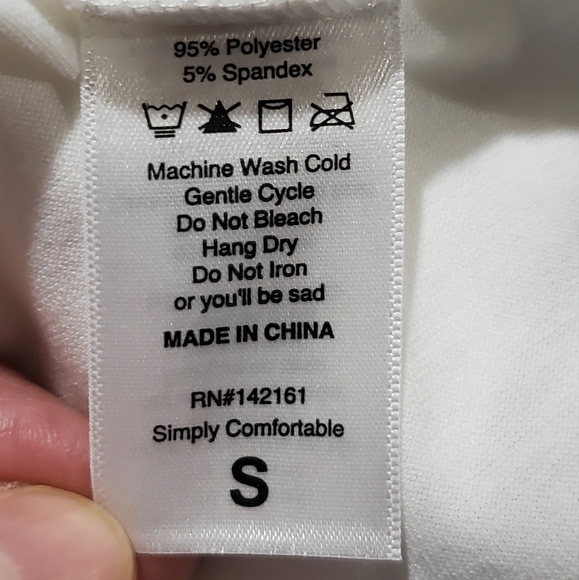 95% Polyester
5% Spandex
Machine Wash Cold
Gentle Cycle
Do Not Bleach
Hang Dry
Do Not Iron
or you'll be sad
MADE IN CHINA
RN#142161
Simply Comfortable
S